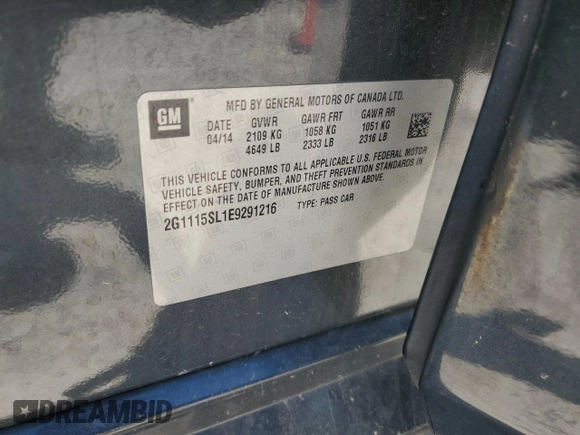 GM
MFD BY GENERAL MOTORS OF CANADA LTD.
DATE GVWR GAWR FRT GAWR RR
04/14 2109 KG 1058 KG 1051 KG
4649 LB 2333 LB 2316 LB
THIS VEHICLE CONFORMS TO ALL APPLICABLE U.S. FEDERAL MOTOR
VEHICLE SAFETY, BUMPER, AND THEFT PREVENTION STANDARDS IN
EFFECT ON THE DATE OF MANUFACTURE SHOWN ABOVE.
2G1115SL1E9291216 TYPE: PASS CAR
DREAMBID